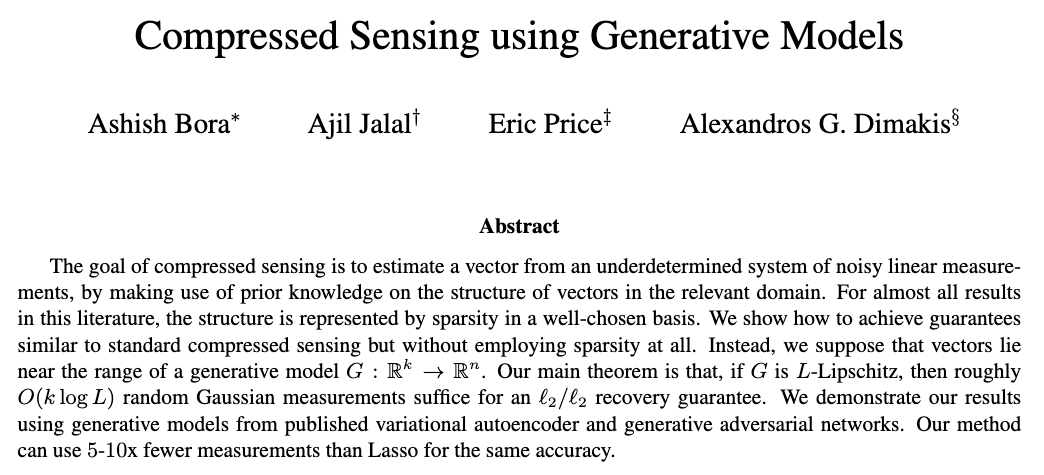 Compressed Sensing using Generative Models
Ashish Bora* Ajil Jalal† Eric Price‡ Alexandros G. Dimakis§
Abstract
The goal of compressed sensing is to estimate a vector from an underdetermined system of noisy linear measure-
ments, by making use of prior knowledge on the structure of vectors in the relevant domain. For almost all results
in this literature, the structure is represented by sparsity in a well-chosen basis. We show how to achieve guarantees
similar to standard compressed sensing but without employing sparsity at all. Instead, we suppose that vectors lie
near the range of a generative model G : ℝᵏ → ℝⁿ. Our main theorem is that, if G is L-Lipschitz, then roughly
O(k log L) random Gaussian measurements suffice for an ℓ₂/ℓ₂ recovery guarantee. We demonstrate our results
using generative models from published variational autoencoder and generative adversarial networks. Our method
can use 5-10x fewer measurements than Lasso for the same accuracy.